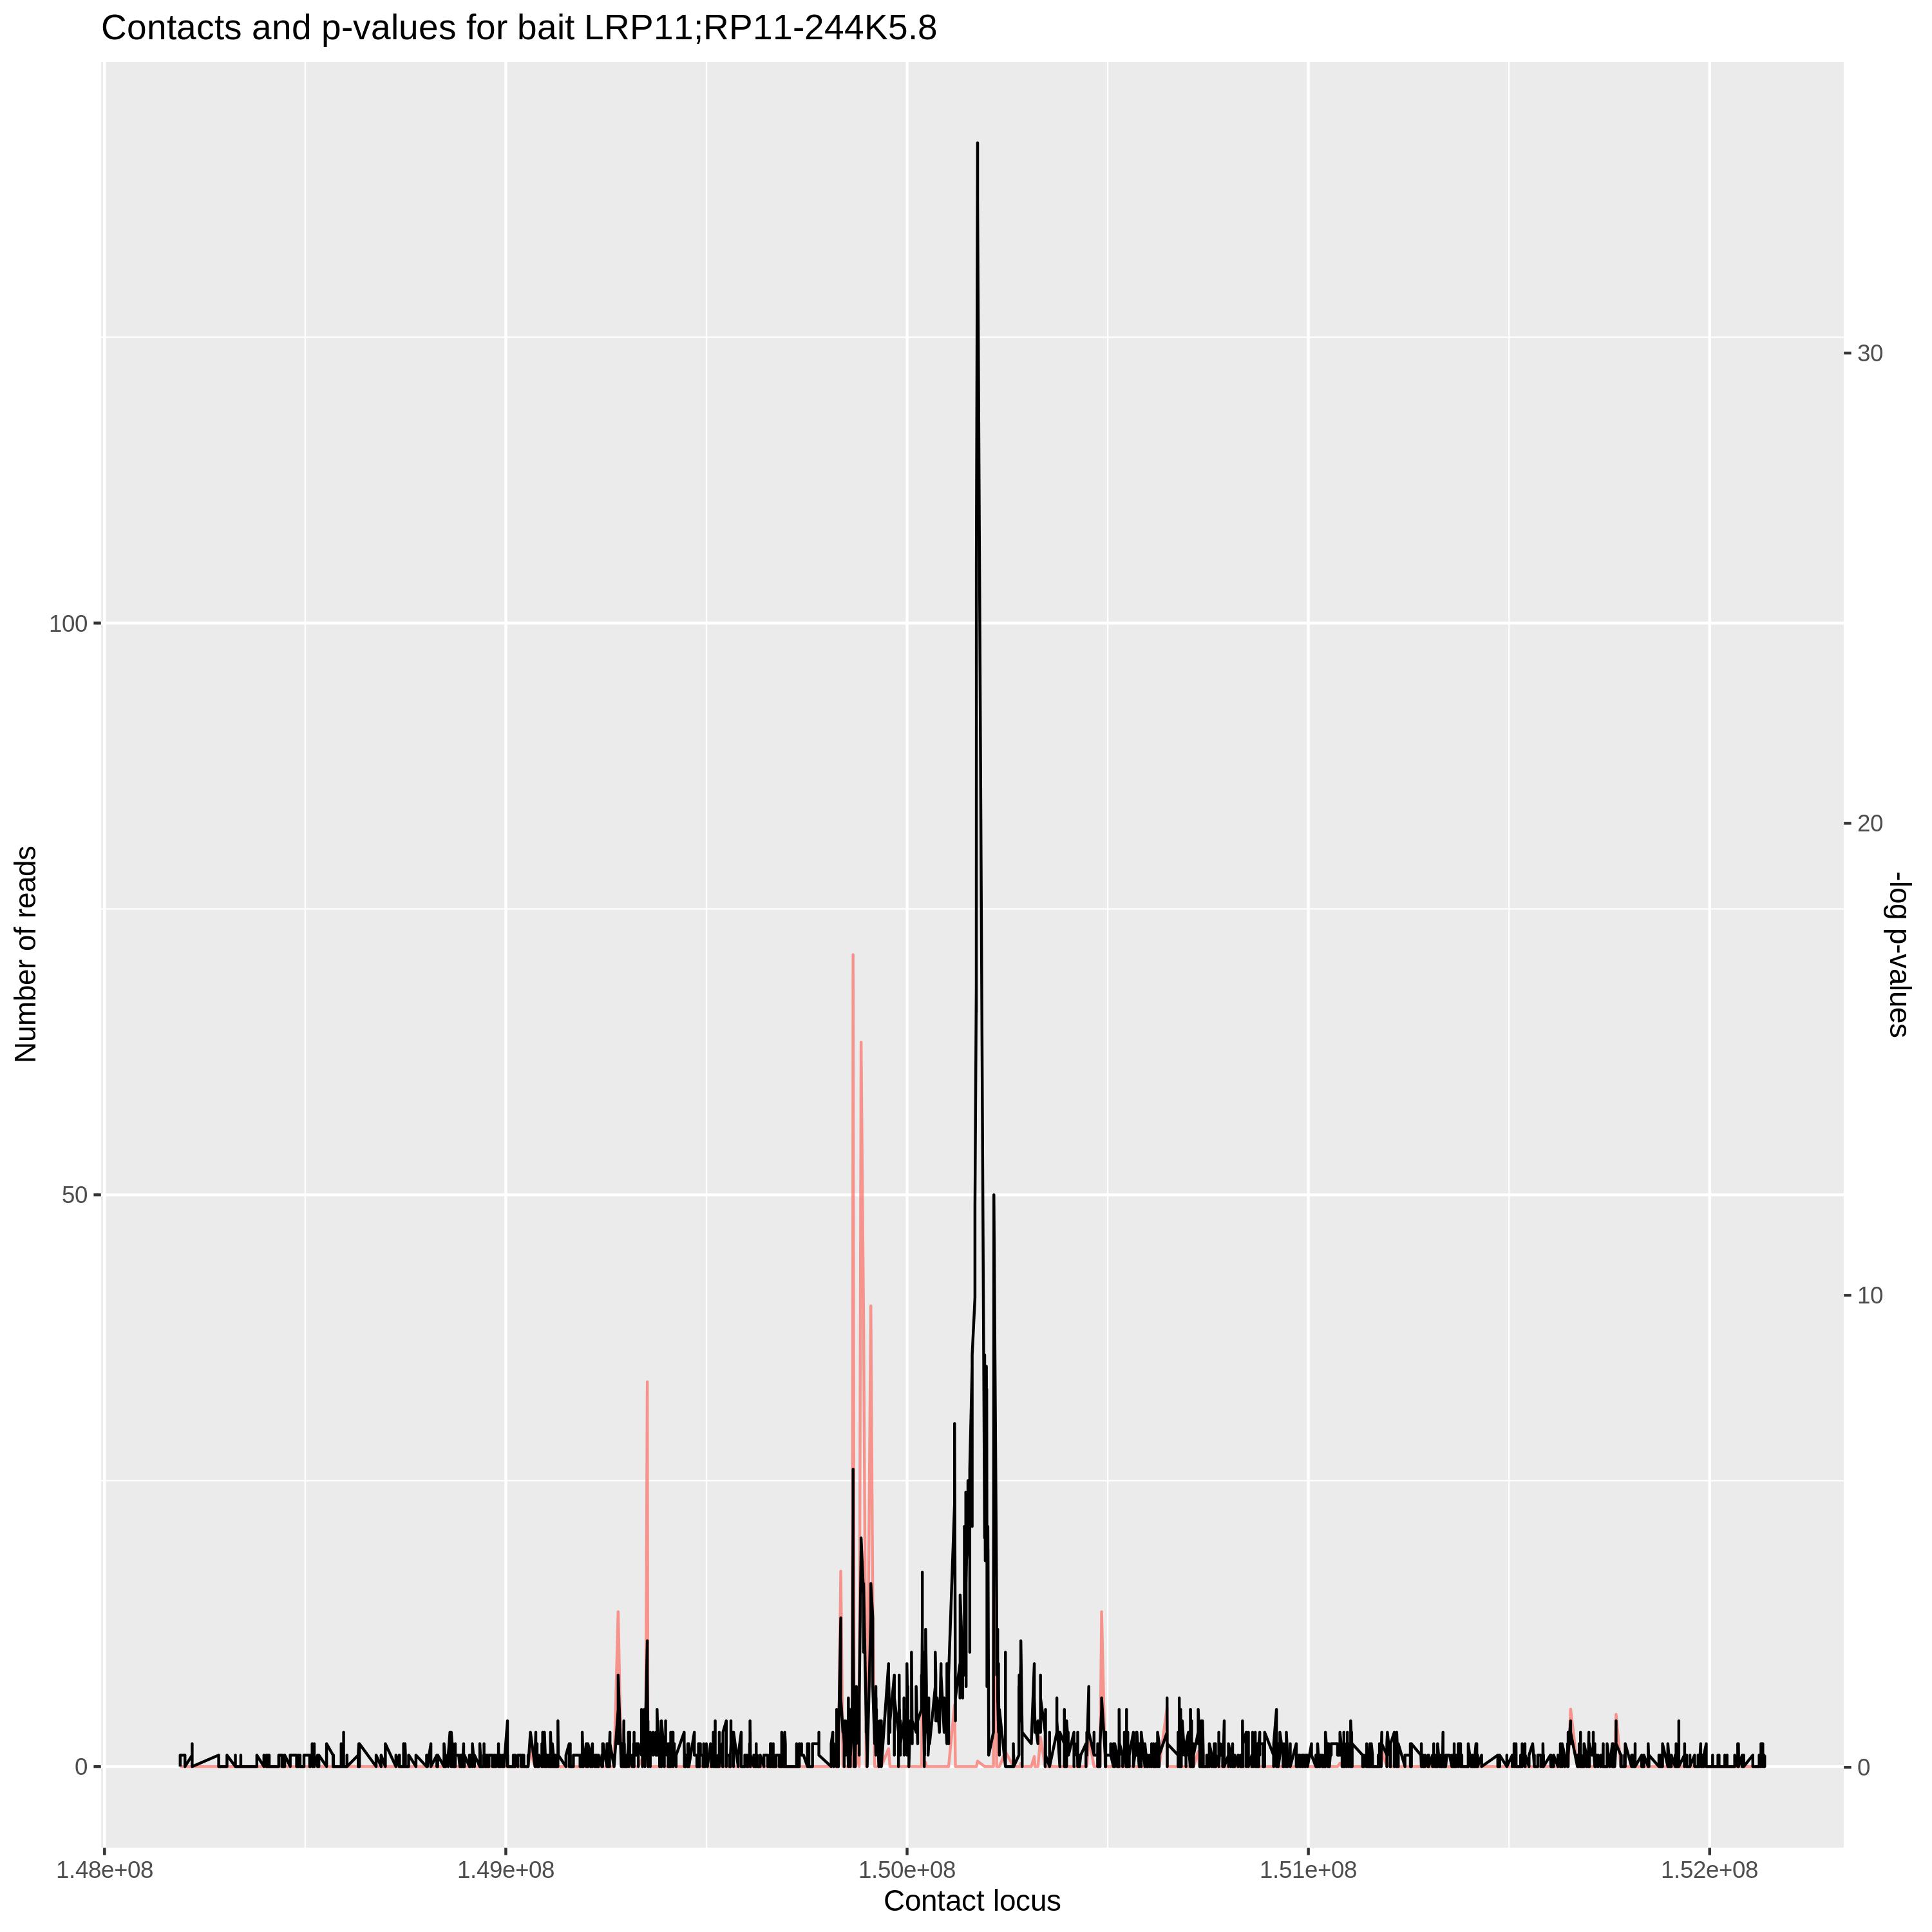 Contacts and p-values for bait LRP11;RP11-244K5.8
Number of reads
100
50
0
30
20
10
0
-log p-values
1.48e+08
1.49e+08
1.50e+08
1.51e+08
1.52e+08
Contact locus